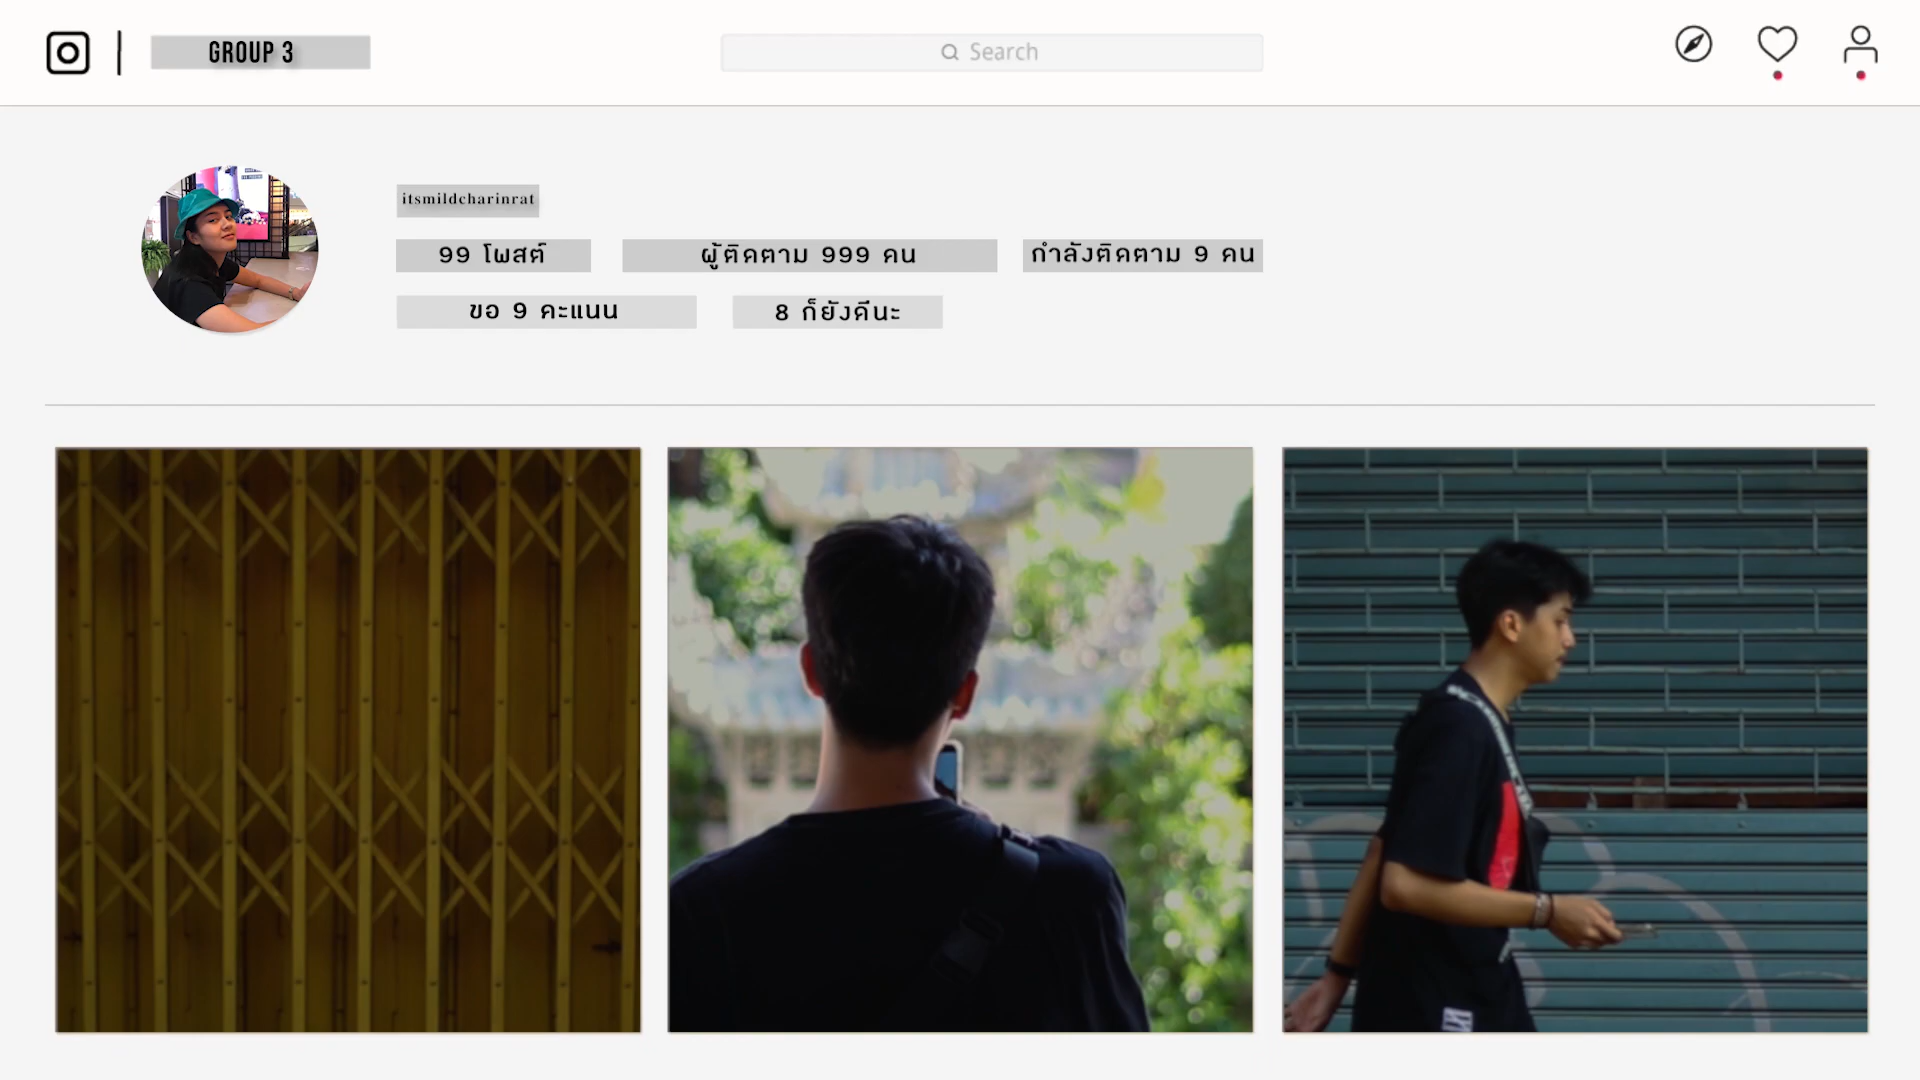 GROUP 3
Search
itsmildcharinrat
99 โพสต์
ผู้ติดตาม 999 คน
กำลังติดตาม 9 คน
ขอ 9 คะแนน
8 ก็ยังดีนะ